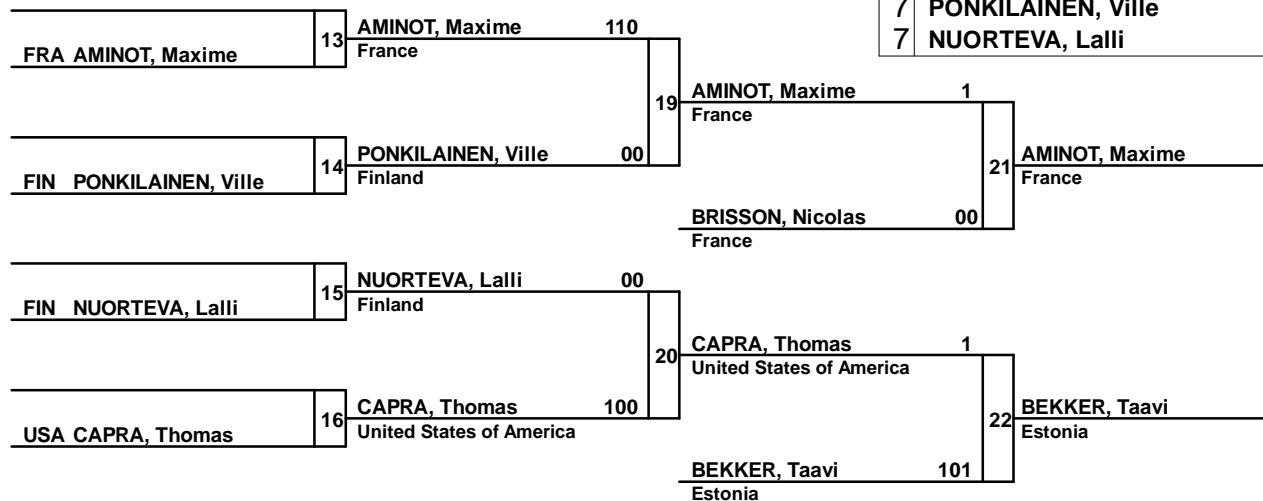 7 PONKILAINEN, Ville
7 NUORTEVA, Lalli
FRA AMINOT, Maxime
13
AMINOT, Maxime 110
France
FIN PONKILAINEN, Ville
14
PONKILAINEN, Ville 00
Finland
19
AMINOT, Maxime 1
France
BRISSON, Nicolas 00
France
21
AMINOT, Maxime
France
FIN NUORTEVA, Lalli
15
NUORTEVA, Lalli 00
Finland
USA CAPRA, Thomas
16
CAPRA, Thomas 100
United States of America
20
CAPRA, Thomas 1
United States of America
BEKKER, Taavi 101
Estonia
22
BEKKER, Taavi
Estonia